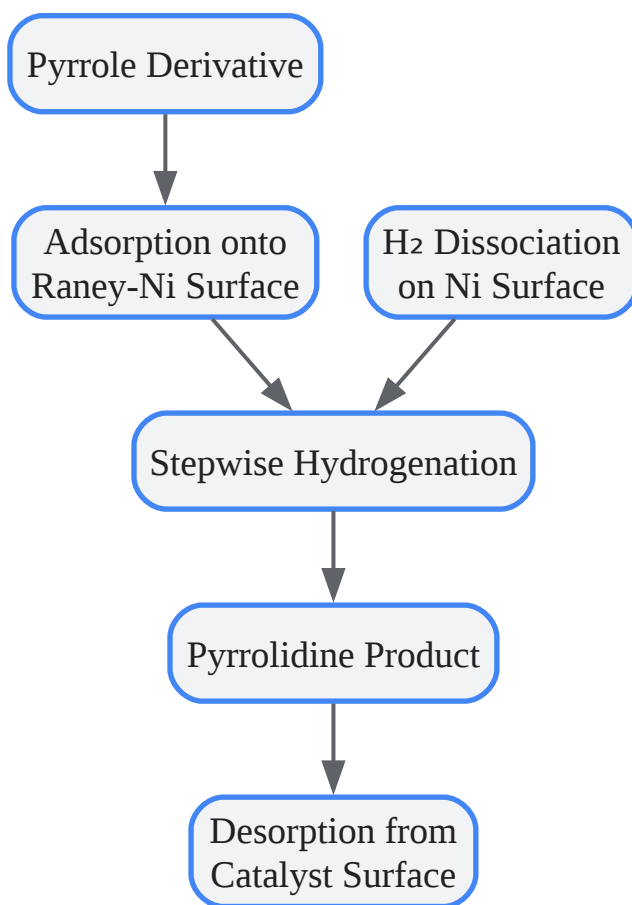 Pyrrole Derivative
Adsorption onto
Raney-Ni Surface
H₂ Dissociation
on Ni Surface
Stepwise Hydrogenation
Pyrrolidine Product
Desorption from
Catalyst Surface